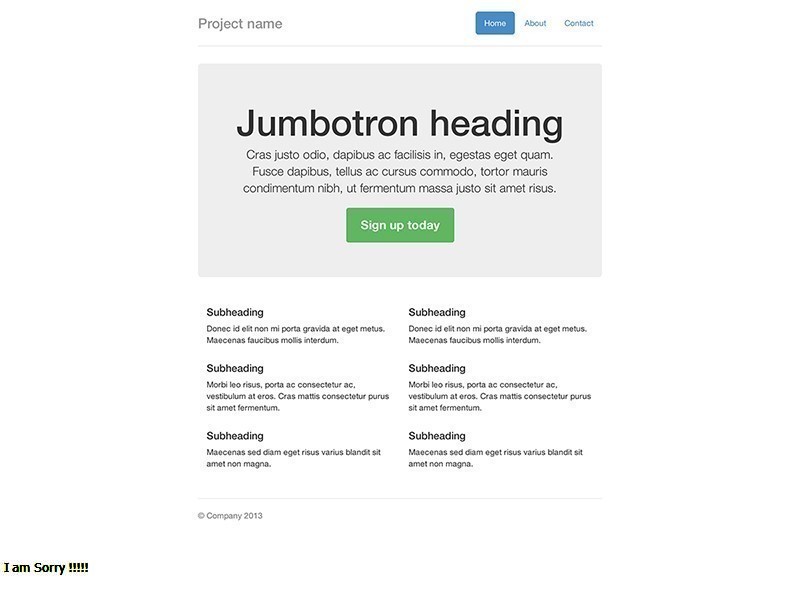 Project name
Home About Contact
Jumbotron heading
Cras justo odio, dapibus ac facilisis in, egestas eget quam.
Fusce dapibus, tellus ac cursus commodo, tortor mauris
condimentum nibh, ut fermentum massa justo sit amet risus.
Sign up today
Subheading
Donec id elit non mi porta gravida at eget metus.
Maecenas faucibus mollis interdum.
Subheading
Morbi leo risus, porta ac consectetur ac,
vestibulum at eros. Cras mattis consectetur purus
sit amet fermentum.
Subheading
Maecenas sed diam eget risus varius blandit sit
amet non magna.
Subheading
Donec id elit non mi porta gravida at eget metus.
Maecenas faucibus mollis interdum.
Subheading
Morbi leo risus, porta ac consectetur ac,
vestibulum at eros. Cras mattis consectetur purus
sit amet fermentum.
Subheading
Maecenas sed diam eget risus varius blandit sit
amet non magna.
© Company 2013
I am Sorry !!!!!